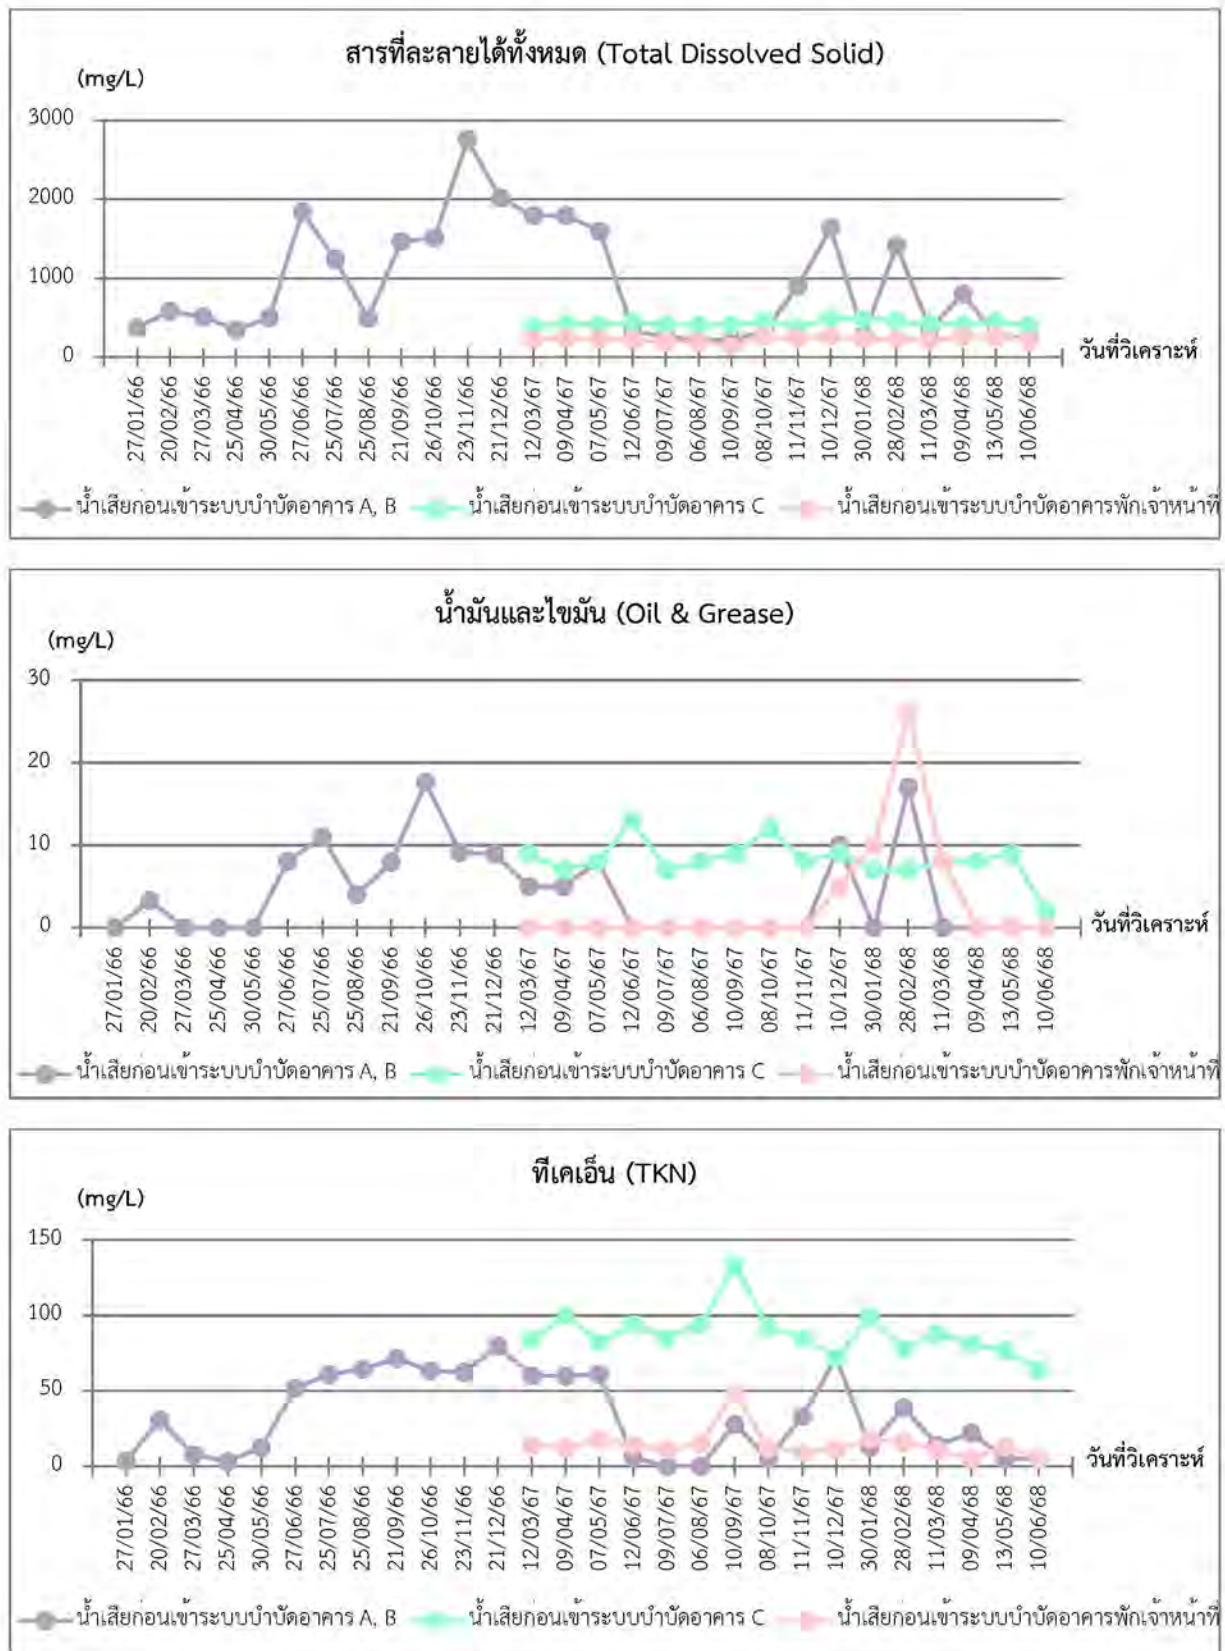 สารที่ละลายได้ทั้งหมด (Total Dissolved Solid)
(mg/L)
3000
2000
1000
0
วันที่วิเคราะห์
27/01/66 20/02/66 27/03/66 25/04/66 30/05/66 27/06/66 25/07/66 25/08/66 21/09/66 26/10/66 23/11/66 21/12/66 12/03/67 09/04/67 07/05/67 12/06/67 09/07/67 06/08/67 10/09/67 08/10/67 11/11/67 10/12/67 30/01/68 28/02/68 11/03/68 09/04/68 13/05/68 10/06/68
น้ำเสียก่อนเข้าระบบบำบัดอาคาร A, B น้ำเสียก่อนเข้าระบบบำบัดอาคาร C น้ำเสียก่อนเข้าระบบบำบัดอาคารพักเจ้าหน้าที่
น้ำมันและไขมัน (Oil & Grease)
(mg/L)
30
20
10
0
วันที่วิเคราะห์
27/01/66 20/02/66 27/03/66 25/04/66 30/05/66 27/06/66 25/07/66 25/08/66 21/09/66 26/10/66 23/11/66 21/12/66 12/03/67 09/04/67 07/05/67 12/06/67 09/07/67 06/08/67 10/09/67 08/10/67 11/11/67 10/12/67 30/01/68 28/02/68 11/03/68 09/04/68 13/05/68 10/06/68
น้ำเสียก่อนเข้าระบบบำบัดอาคาร A, B น้ำเสียก่อนเข้าระบบบำบัดอาคาร C น้ำเสียก่อนเข้าระบบบำบัดอาคารพักเจ้าหน้าที่
ทีเคเอ็น (TKN)
(mg/L)
150
100
50
0
วันที่วิเคราะห์
27/01/66 20/02/66 27/03/66 25/04/66 30/05/66 27/06/66 25/07/66 25/08/66 21/09/66 26/10/66 23/11/66 21/12/66 12/03/67 09/04/67 07/05/67 12/06/67 09/07/67 06/08/67 10/09/67 08/10/67 11/11/67 10/12/67 30/01/68 28/02/68 11/03/68 09/04/68 13/05/68 10/06/68
น้ำเสียก่อนเข้าระบบบำบัดอาคาร A, B น้ำเสียก่อนเข้าระบบบำบัดอาคาร C น้ำเสียก่อนเข้าระบบบำบัดอาคารพักเจ้าหน้าที่